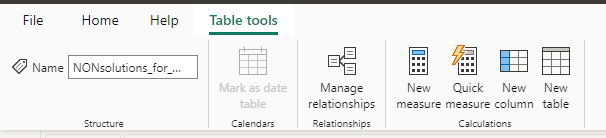 File Home Help Table tools
Name NONsolutions_for_...
Mark as date table
Manage relationships
New measure
Quick measure
New column
New table
Structure Calendars Relationships Calculations